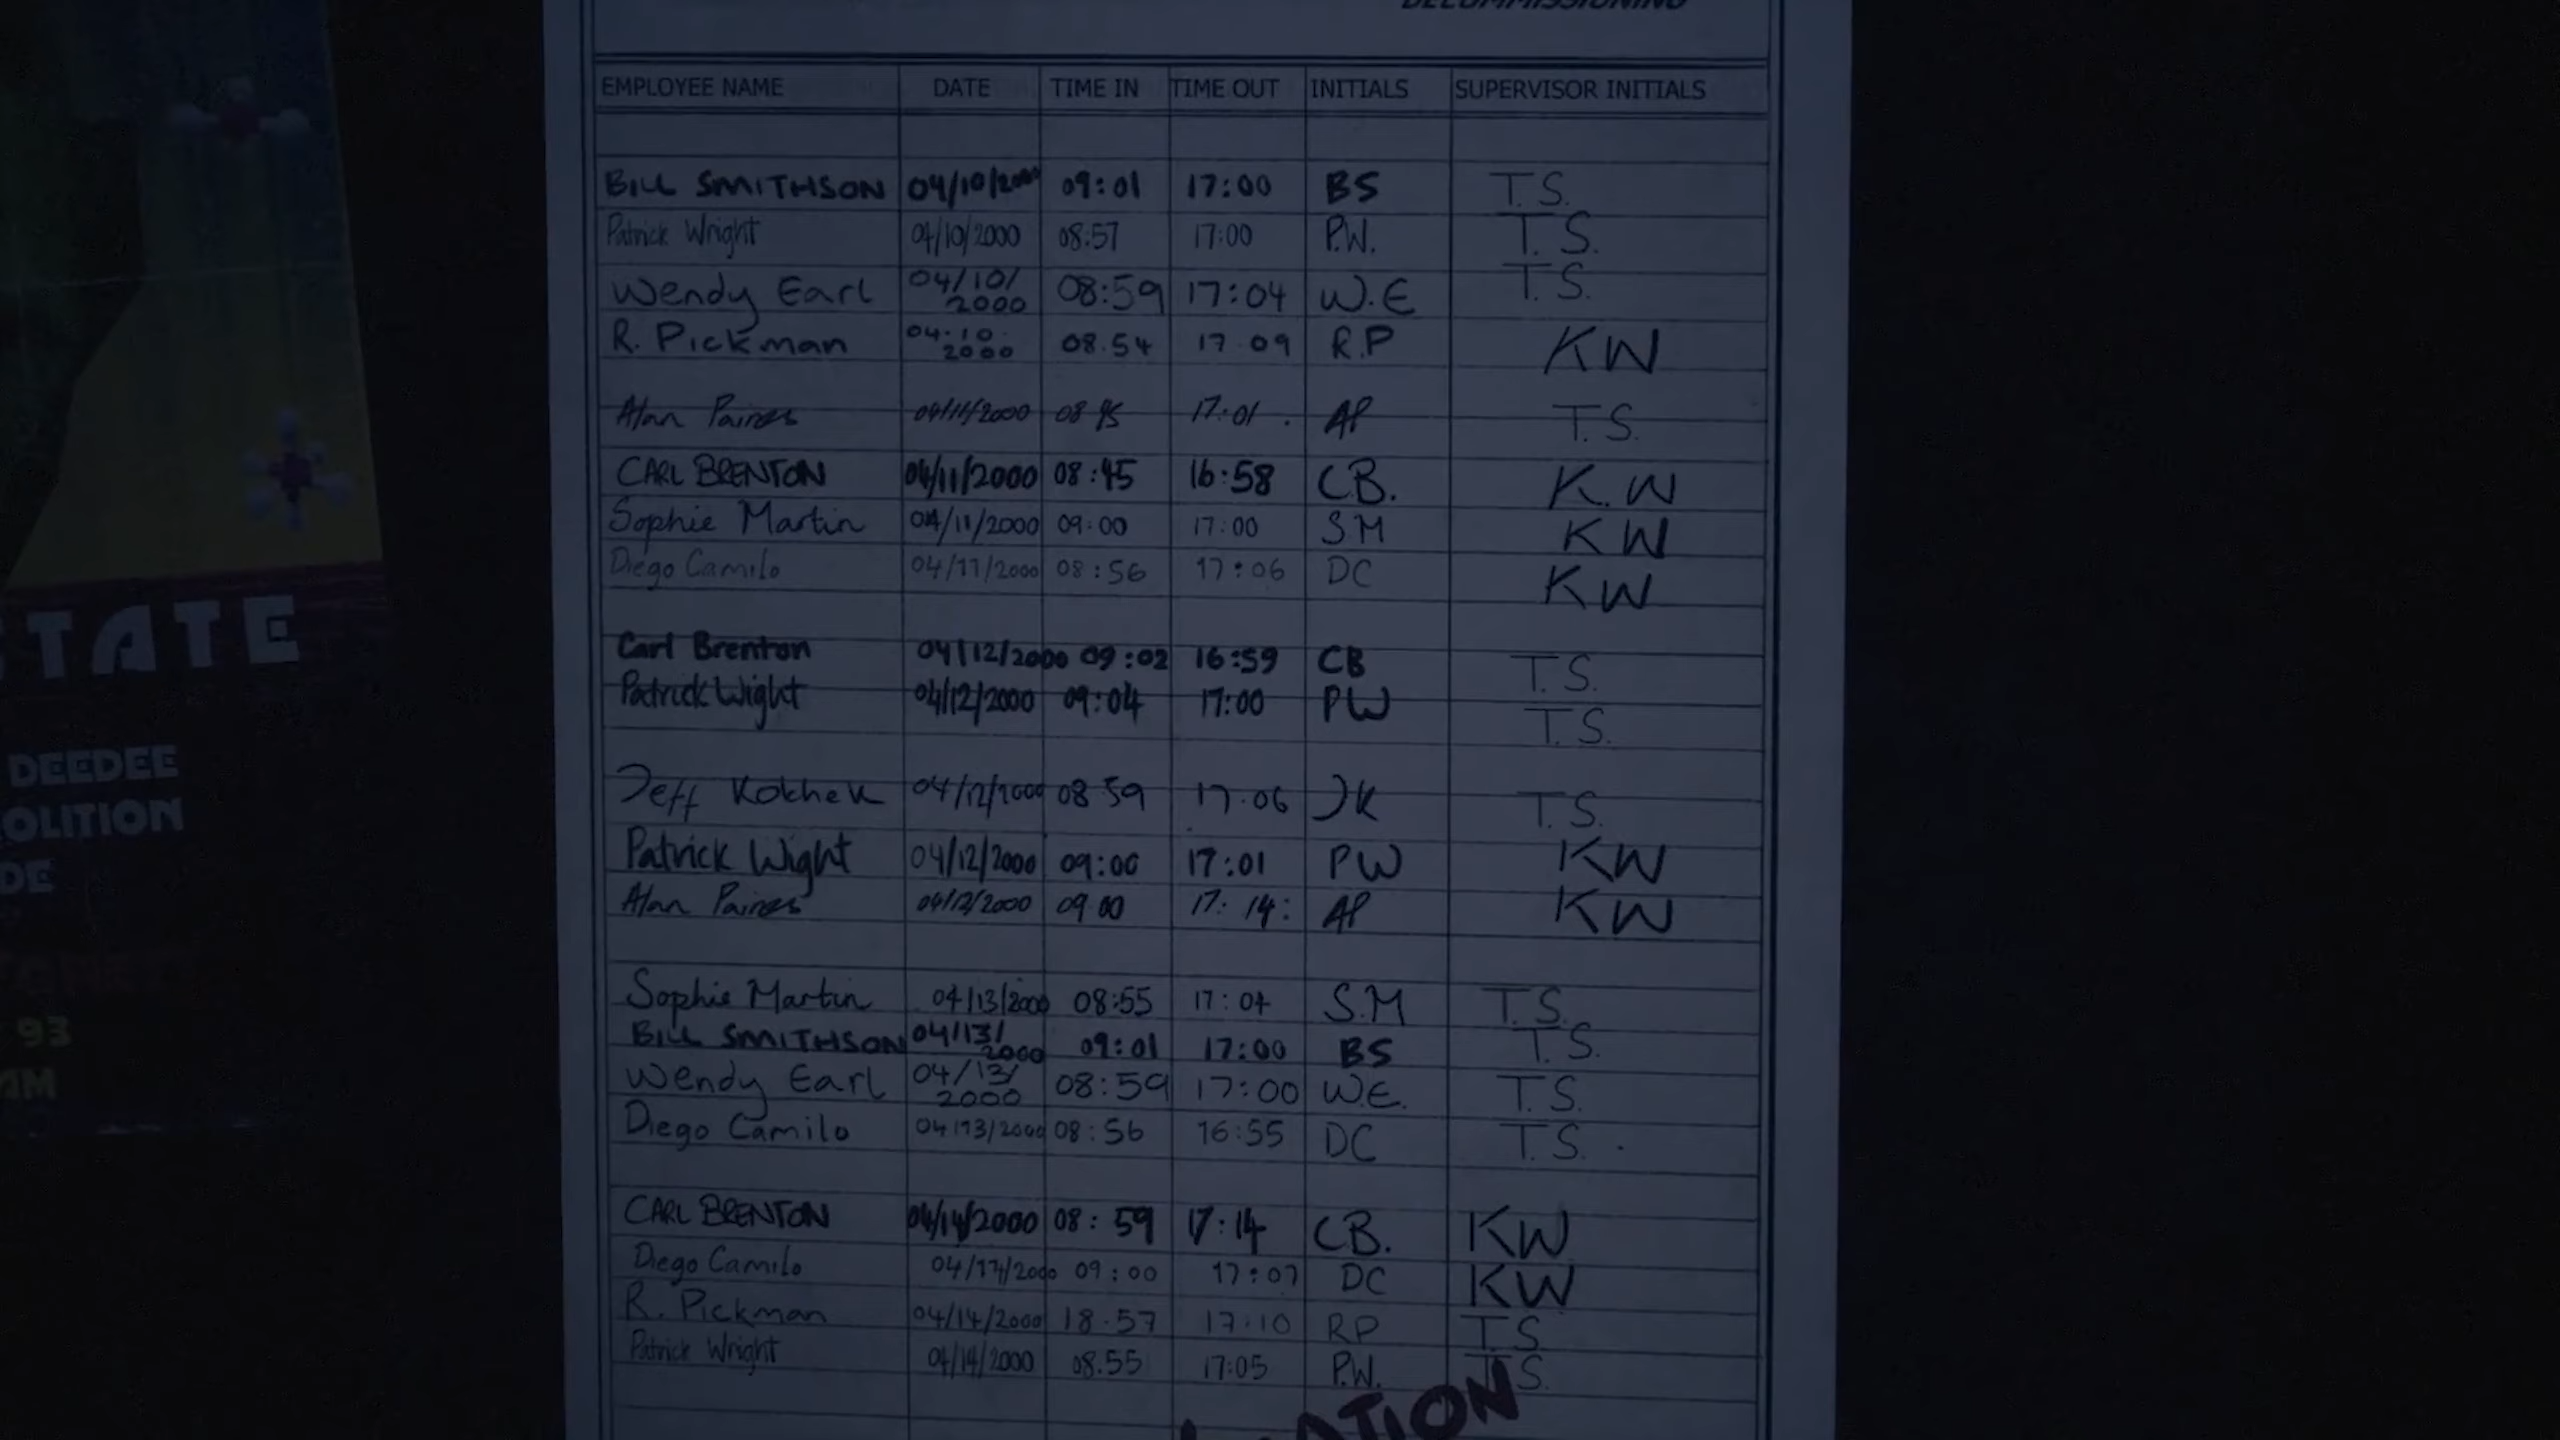 DECOMMISSIONING
EMPLOYEE NAME DATE TIME IN TIME OUT INITIALS SUPERVISOR INITIALS
BILL SMITHSON 04/10/2000 09:01 17:00 BS T.S.
Patrick Wright 04/10/2000 08:57 17:00 P.W. T.S.
Wendy Earl 04/10/2000 08:59 17:04 W.E T.S.
R. Pickman 04.10.2000 08.54 17 09 R.P KW
Alan 04/11/2000 08 17:01 AP T.S.
CARL BRENTON 04/11/2000 08:45 16:58 CB. K.W
Sophie Martin 04/11/2000 09:00 17:00 S.M KW
Diego Camilo 04/11/2000 08:56 17:06 DC KW
Carl Brenton 04/12/2000 09:02 16:59 CB T.S.
Patrick Wight 04/12/2000 09:04 17:00 PW T.S.
Jeff Kolchek 04/12/2000 08 59 17.06 JK T.S.
Patrick Wight 04/12/2000 09:00 17:01 PW KW
Alan 04/12/2000 09 00 17:14: AP KW
Sophie Martin 04/13/2000 08:55 17:04 S.M T.S.
BILL SMITHSON 04/13/2000 09:01 17:00 BS T.S.
Wendy Earl 04/13/2000 08:59 17:00 W.E. T.S.
Diego Camilo 04/13/2000 08:56 16:55 DC T.S.
CARL BRENTON 04/14/2000 08:59 17:14 CB. KW
Diego Camilo 09:00 17:07 DC KW
R. Pickman 04/14/2000 18.57 17:10 RP T.S.
Patrick Wright 04/14/2000 08.55 17:05 P.W. T.S.
STATE
DEEDEE
OLITION
DE
93
AM